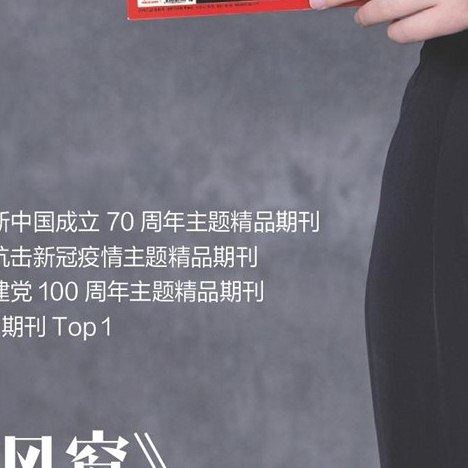 新中国成立 70 周年主题精品期刊
抗击新冠疫情主题精品期刊
建党 100 周年主题精品期刊
期刊 Top 1
风窗》